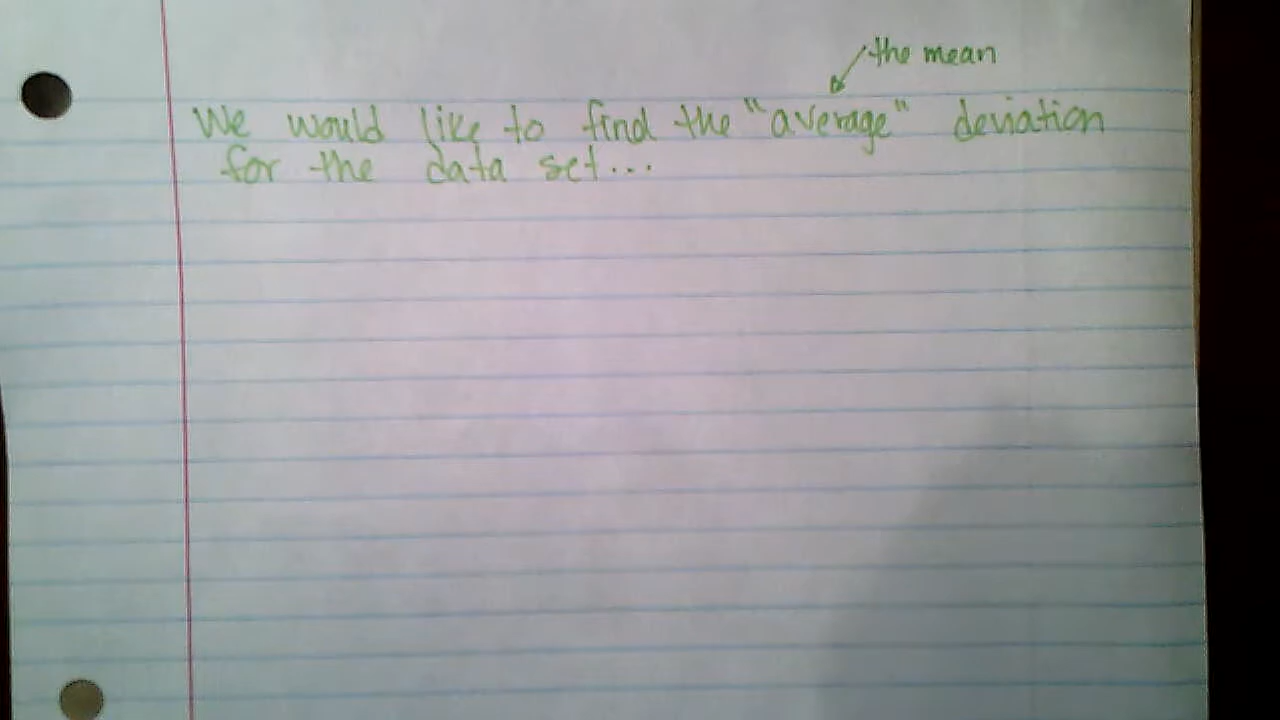 the mean
We would like to find the "average" deviation
for the data set...